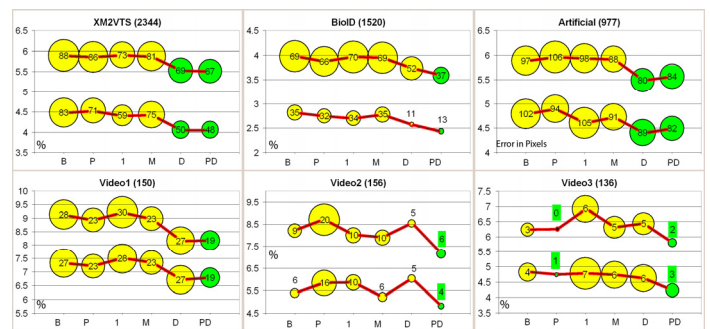 XM2VTS (2344)
6.5
6
5.5
5
4.5
4
3.5
88 86 73 81 69 67
83 71 59 75 50 48
%
B P 1 M D PD
BioID (1520)
4.5
4
3.5
3
2.5
2
69 66 70 69 52 37
35 32 34 35 11 13
%
B P 1 M D PD
Artificial (977)
6.5
6
5.5
5
4.5
4
97 106 98 88 80 84
102 94 105 91 89 82
Error in Pixels
B P 1 M D PD
Video1 (150)
10
9.5
9
8.5
8
7.5
7
6.5
6
5.5
28 23 30 23 27 19
27 23 28 23 27 19
%
B P 1 M D PD
Video2 (156)
9.5
8.5
7.5
6.5
5.5
4.5
9 20 10 10 5 6
6 16 10 6 5 4
%
B P 1 M D PD
Video3 (136)
7.5
7
6.5
6
5.5
5
4.5
4
3.5
3 0 6 5 5 2
4 1 7 6 6 3
%
B P 1 M D PD